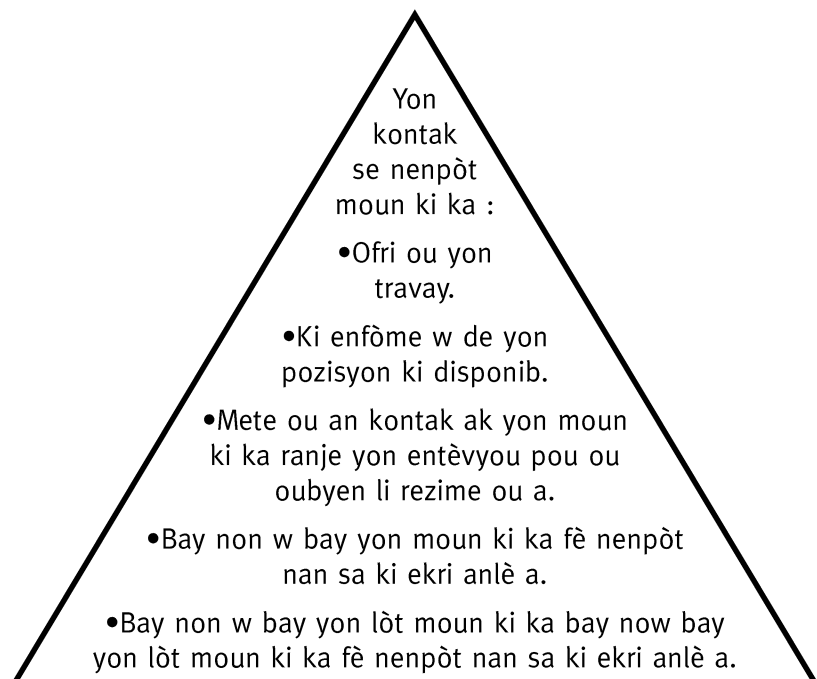 Yon
kontak
se nenpòt
moun ki ka :
•Ofri ou yon
travay.
•Ki enfòme w de yon
pozisyon ki disponib.
•Mete ou an kontak ak yon moun
ki ka ranje yon entèvyou pou ou
oubyen li rezime ou a.
•Bay non w bay yon moun ki ka fè nenpòt
nan sa ki ekri anlè a.
•Bay non w bay yon lòt moun ki ka bay now bay
yon lòt moun ki ka fè nenpòt nan sa ki ekri anlè a.